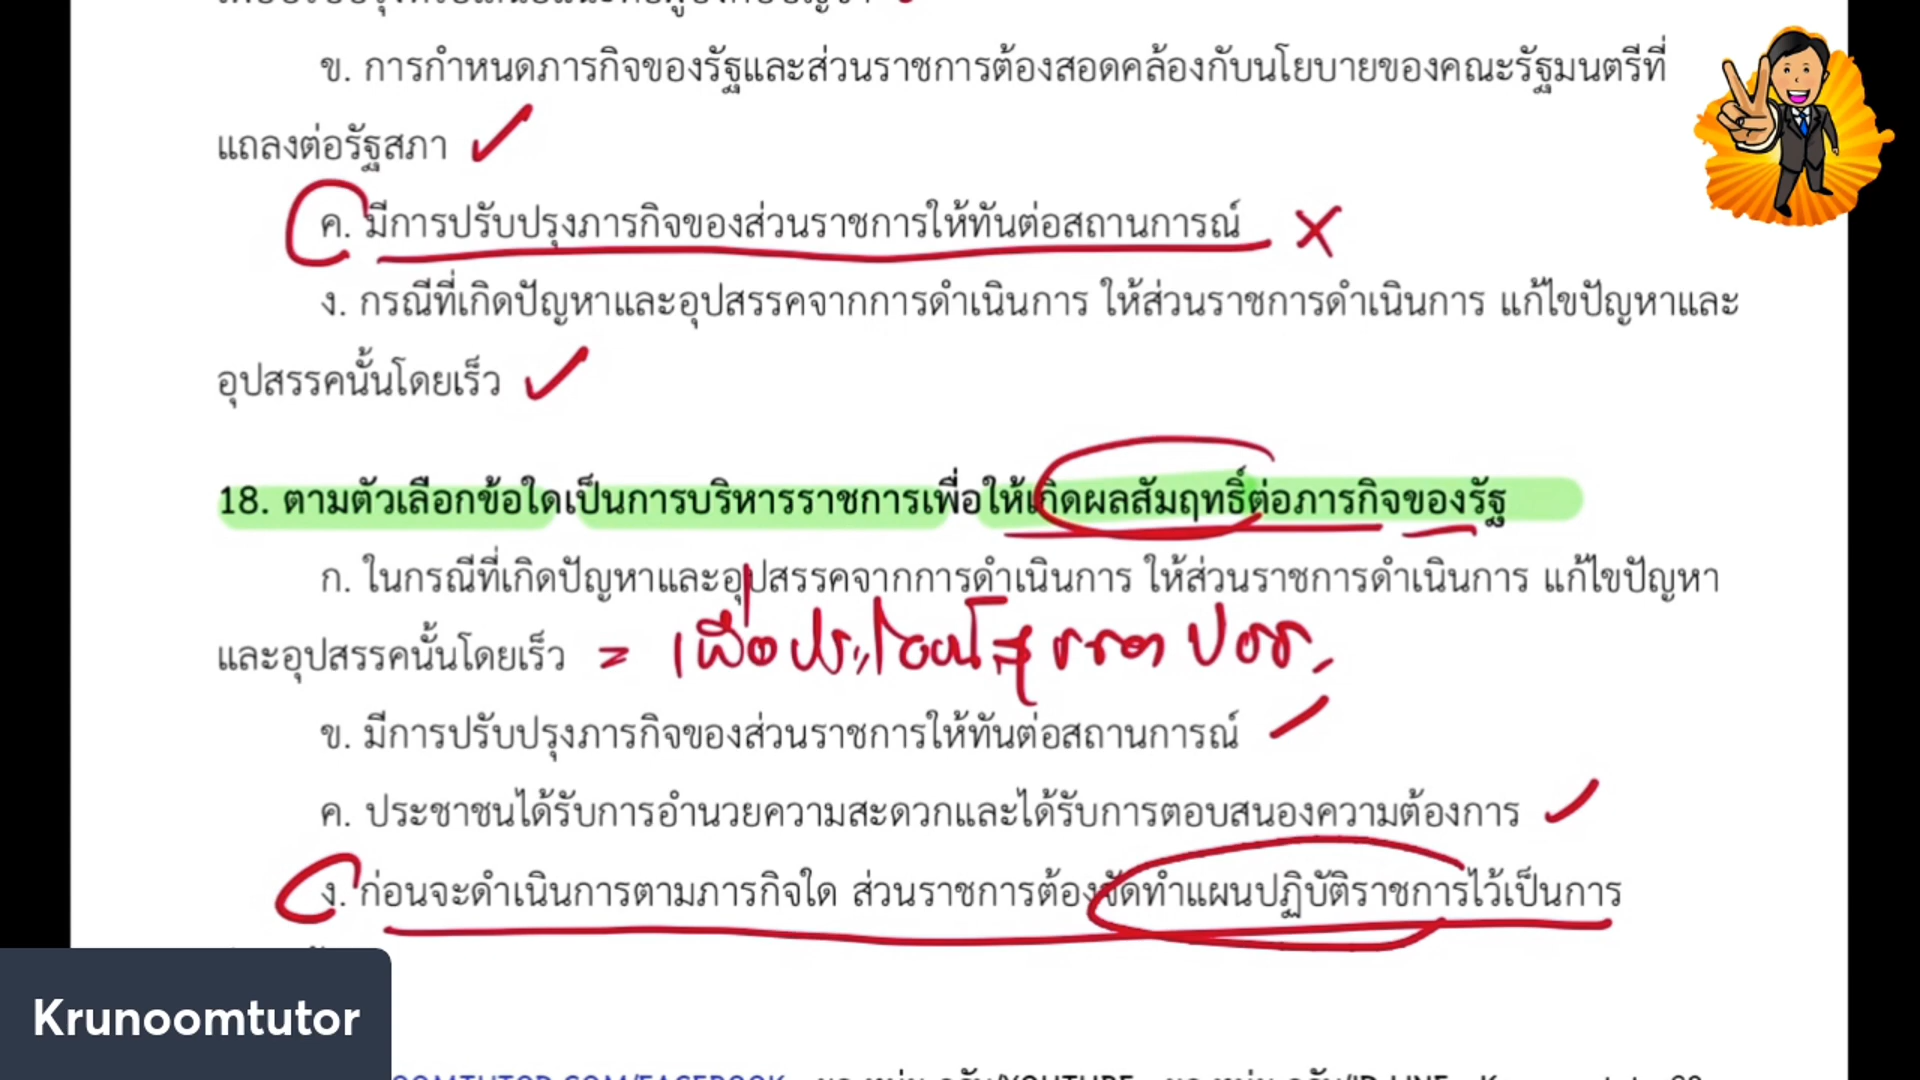 ข. การกำหนดภารกิจของรัฐและส่วนราชการต้องสอดคล้องกับนโยบายของคณะรัฐมนตรีที่
แถลงต่อรัฐสภา
ค. มีการปรับปรุงภารกิจของส่วนราชการให้ทันต่อสถานการณ์
ง. กรณีที่เกิดปัญหาและอุปสรรคจากการดำเนินการ ให้ส่วนราชการดำเนินการ แก้ไขปัญหาและ
อุปสรรคนั้นโดยเร็ว
18. ตามตัวเลือกข้อใดเป็นการบริหารราชการเพื่อให้เกิดผลสัมฤทธิ์ต่อภารกิจของรัฐ
ก. ในกรณีที่เกิดปัญหาและอุปสรรคจากการดำเนินการ ให้ส่วนราชการดำเนินการ แก้ไขปัญหา
และอุปสรรคนั้นโดยเร็ว = เพื่อประโยชน์สุข
ข. มีการปรับปรุงภารกิจของส่วนราชการให้ทันต่อสถานการณ์
ค. ประชาชนได้รับการอำนวยความสะดวกและได้รับการตอบสนองความต้องการ
ง. ก่อนจะดำเนินการตามภารกิจใด ส่วนราชการต้องจัดทำแผนปฏิบัติราชการไว้เป็นการ
Krunoomtutor